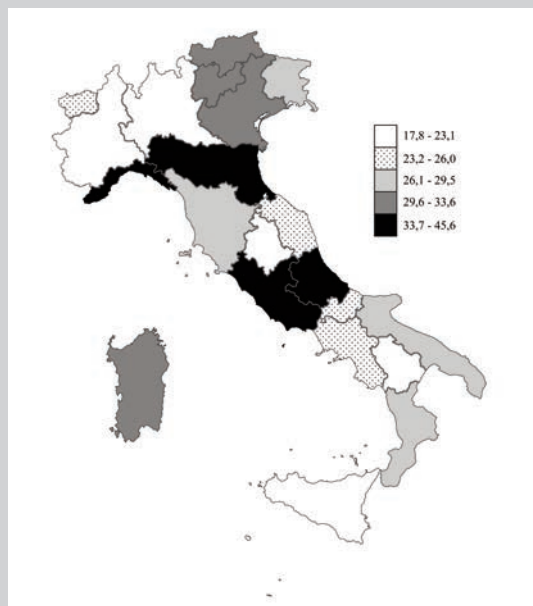 17,8 - 23,1
23,2 - 26,0
26,1 - 29,5
29,6 - 33,6
33,7 - 45,6